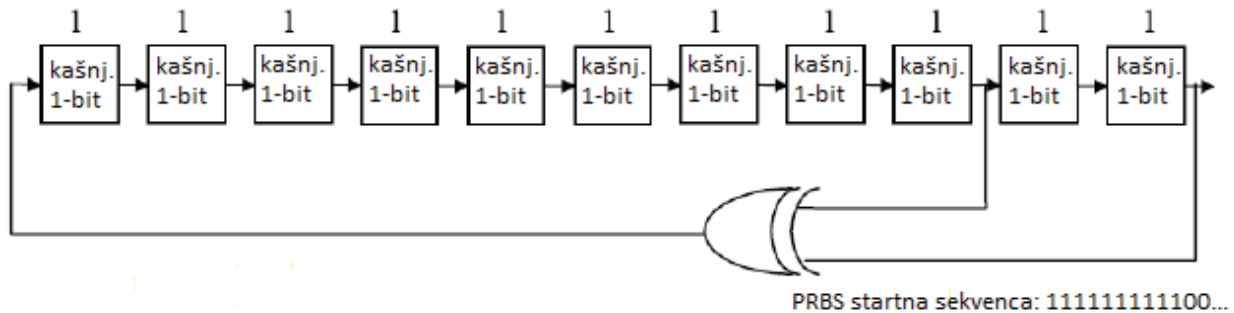 1 1 1 1 1 1 1 1 1 1 1
kašnj. kašnj. kašnj. kašnj. kašnj. kašnj. kašnj. kašnj. kašnj. kašnj. kašnj.
1-bit 1-bit 1-bit 1-bit 1-bit 1-bit 1-bit 1-bit 1-bit 1-bit 1-bit
PRBS startna sekvenca: 111111111100...